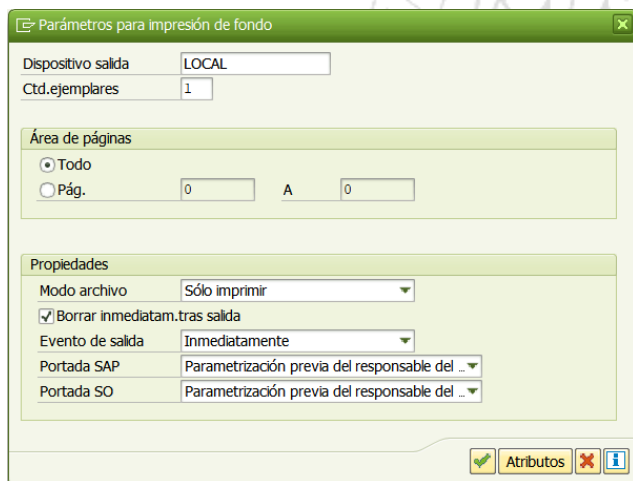 Parámetros para impresión de fondo
Dispositivo salida LOCAL
Ctd.ejemplares 1
Área de páginas
Todo
Pág. 0 A 0
Propiedades
Modo archivo Sólo imprimir
Borrar inmediatam.tras salida
Evento de salida Inmediatamente
Portada SAP Parametrización previa del responsable del ...
Portada SO Parametrización previa del responsable del ...
Atributos